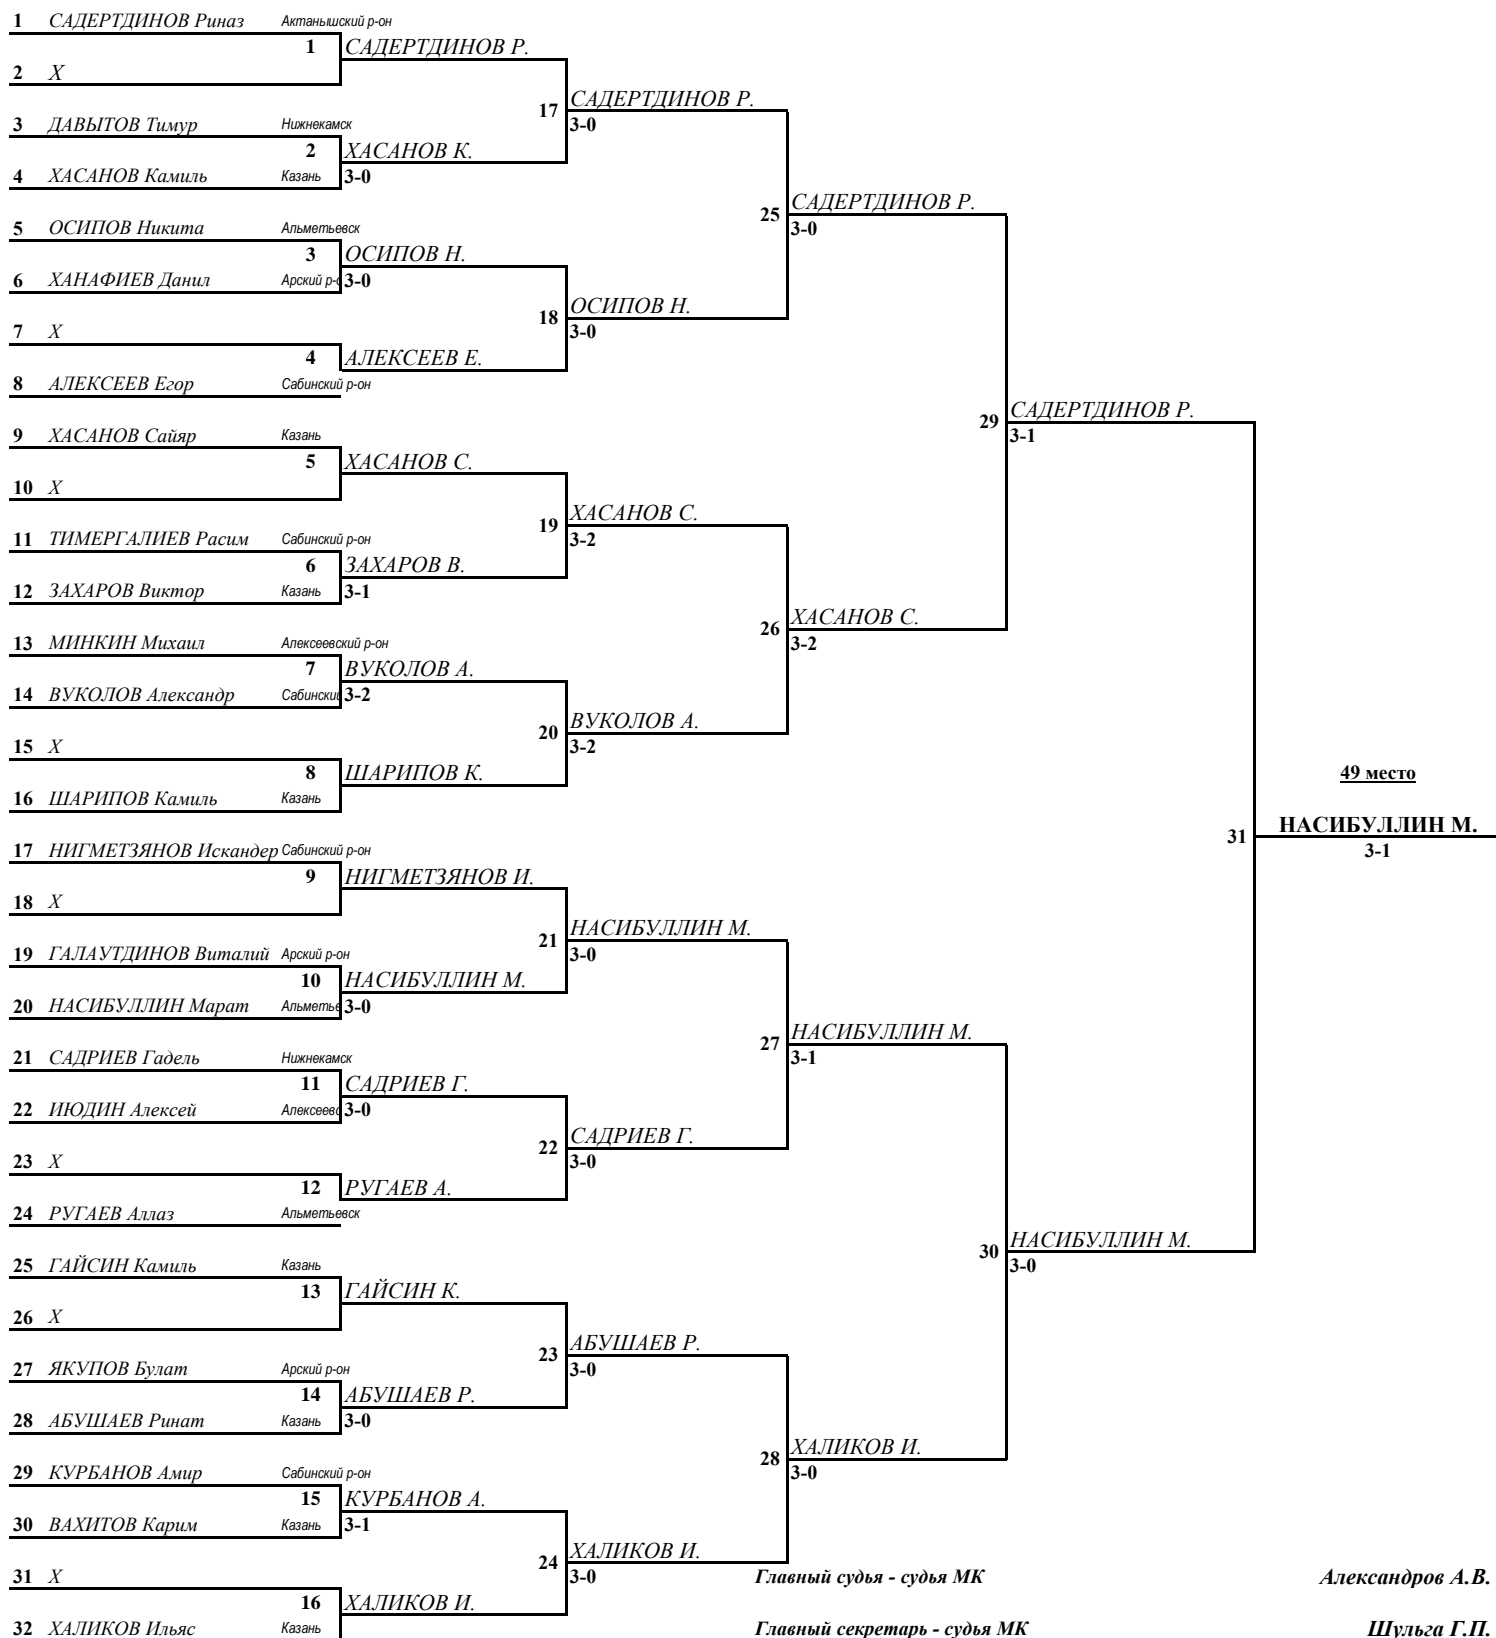 1 САДЕРТДИНОВ Риназ Актанышский р-он
1 САДЕРТДИНОВ Р.
2 X
17 САДЕРТДИНОВ Р.
3-0
3 ДАВЫТОВ Тимур Нижнекамск
2 ХАСАНОВ К.
4 ХАСАНОВ Камиль Казань 3-0
25 САДЕРТДИНОВ Р.
3-0
5 ОСИПОВ Никита Альметьевск
3 ОСИПОВ Н.
6 ХАНАФИЕВ Данил Арский р- 3-0
18 ОСИПОВ Н.
3-0
7 X
4 АЛЕКСЕЕВ Е.
8 АЛЕКСЕЕВ Егор Сабинский р-он
29 САДЕРТДИНОВ Р.
3-1
9 ХАСАНОВ Сайяр Казань
5 ХАСАНОВ С.
10 X
19 ХАСАНОВ С.
3-2
11 ТИМЕРГАЛИЕВ Расим Сабинский р-он
6 ЗАХАРОВ В.
12 ЗАХАРОВ Виктор Казань 3-1
26 ХАСАНОВ С.
3-2
13 МИНКИН Михаил Алексеевский р-он
7 ВУКОЛОВ А.
14 ВУКОЛОВ Александр Сабински 3-2
20 ВУКОЛОВ А.
3-2
15 X
8 ШАРИПОВ К.
16 ШАРИПОВ Камиль Казань
49 место
31 НАСИБУЛЛИН М.
3-1
17 НИГМЕТЗЯНОВ Искандер Сабинский р-он
9 НИГМЕТЗЯНОВ И.
18 X
21 НАСИБУЛЛИН М.
3-0
19 ГАЛАУТДИНОВ Виталий Арский р-он
10 НАСИБУЛЛИН М.
20 НАСИБУЛЛИН Марат Альметье 3-0
27 НАСИБУЛЛИН М.
3-1
21 САДРИЕВ Гадель Нижнекамск
11 САДРИЕВ Г.
22 ИЮДИН Алексей Алексеевс 3-0
22 САДРИЕВ Г.
3-0
23 X
12 РУГАЕВ А.
24 РУГАЕВ Аллаз Альметьевск
30 НАСИБУЛЛИН М.
3-0
25 ГАЙСИН Камиль Казань
13 ГАЙСИН К.
26 X
23 АБУШАЕВ Р.
3-0
27 ЯКУПОВ Булат Арский р-он
14 АБУШАЕВ Р.
28 АБУШАЕВ Ринат Казань 3-0
28 ХАЛИКОВ И.
3-0
29 КУРБАНОВ Амир Сабинский р-он
15 КУРБАНОВ А.
30 ВАХИТОВ Карим Казань 3-1
24 ХАЛИКОВ И.
3-0
31 X
Главный судья - судья МК Александров А.В.
16 ХАЛИКОВ И.
32 ХАЛИКОВ Ильяс Казань
Главный секретарь - судья МК Шульга Г.П.